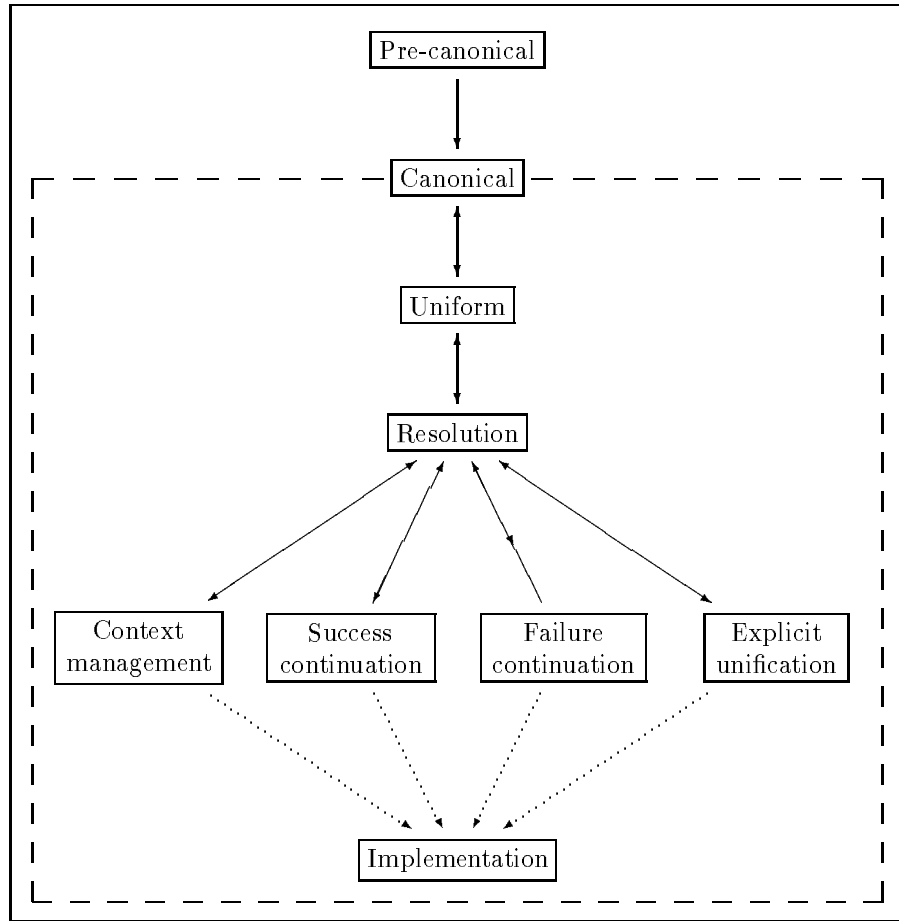 Pre-canonical
Canonical
Uniform
Resolution
Context
management
Success
continuation
Failure
continuation
Explicit
unification
Implementation